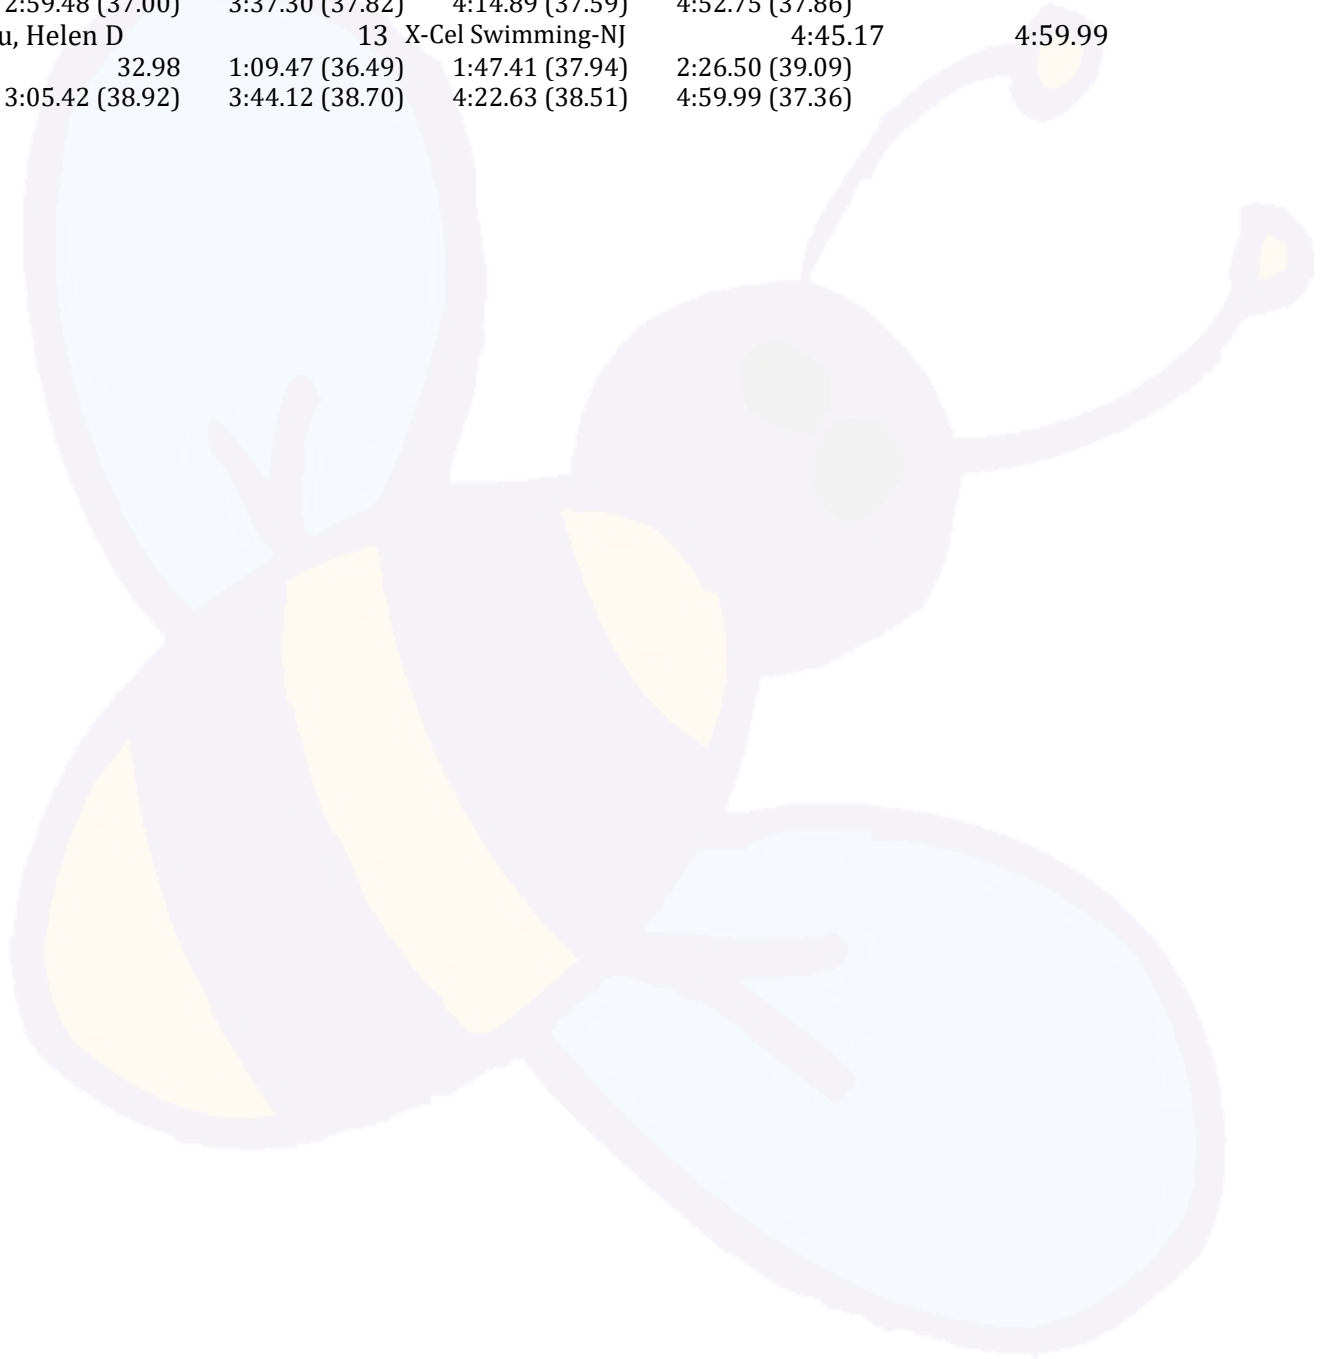 2:59.48 (37.00) 3:37.30 (37.82) 4:14.89 (37.59) 4:52.75 (37.86)
u, Helen D 13 X-Cel Swimming-NJ 4:45.17 4:59.99
32.98 1:09.47 (36.49) 1:47.41 (37.94) 2:26.50 (39.09)
3:05.42 (38.92) 3:44.12 (38.70) 4:22.63 (38.51) 4:59.99 (37.36)